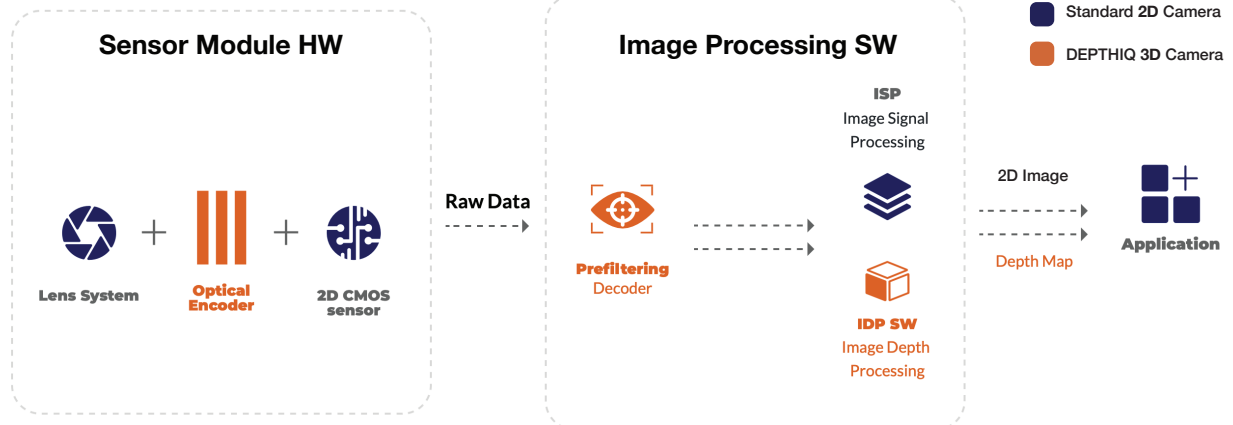 Sensor Module HW
Lens System
Optical
Encoder
2D CMOS
sensor
Raw Data
Image Processing SW
Prefiltering
Decoder
ISP
Image Signal
Processing
IDP SW
Image Depth
Processing
Standard 2D Camera
DEPTHIQ 3D Camera
2D Image
Depth Map
Application